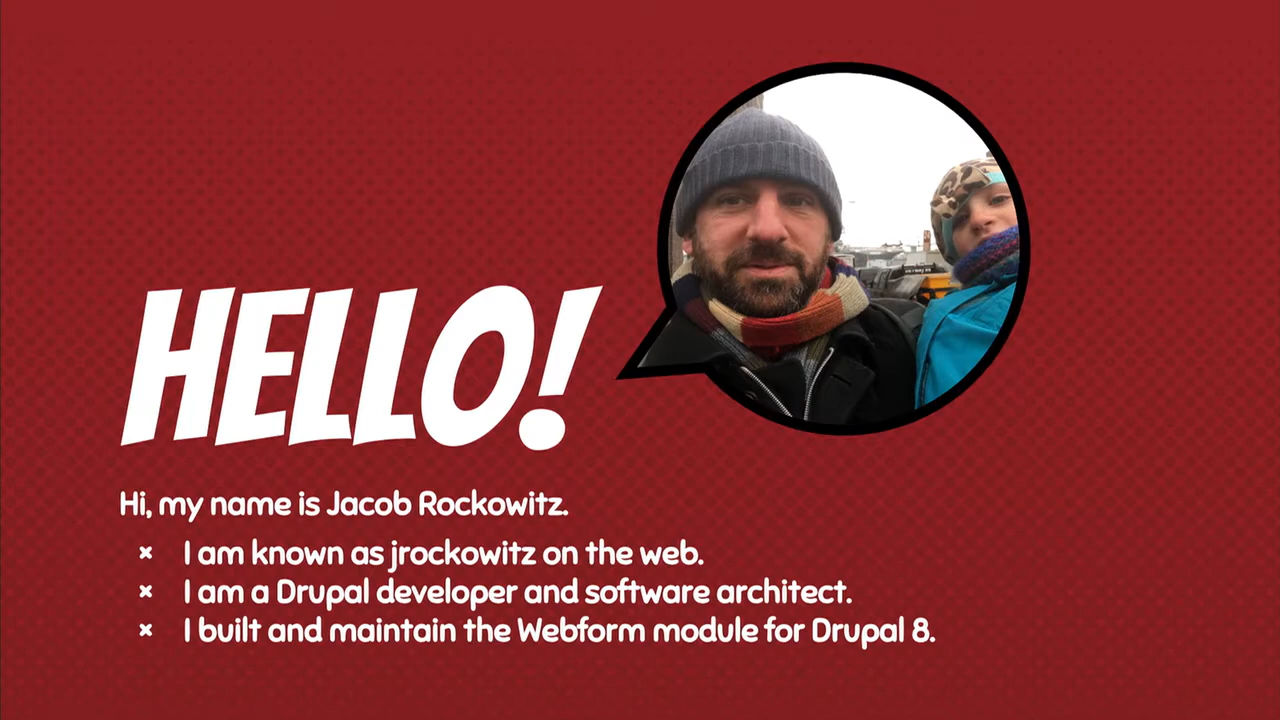 HELLO!
Hi, my name is Jacob Rockowitz.
× I am known as jrockowitz on the web.
× I am a Drupal developer and software architect.
× I built and maintain the Webform module for Drupal 8.